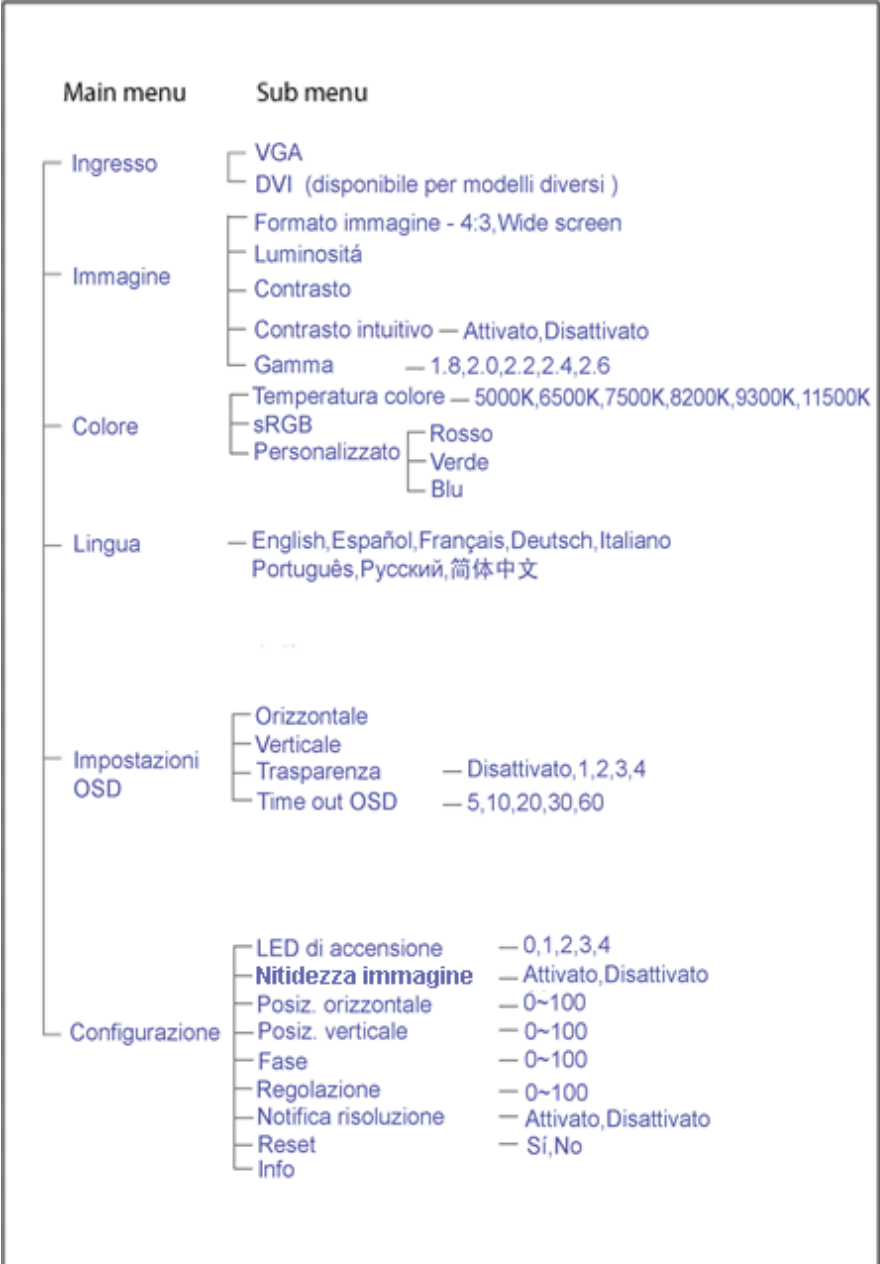 Main menu Sub menu
Ingresso VGA
DVI (disponibile per modelli diversi )
Immagine Formato immagine - 4:3,Wide screen
Luminositá
Contrasto
Contrasto intuitivo — Attivato,Disattivato
Gamma — 1.8,2.0,2.2,2.4,2.6
Colore Temperatura colore — 5000K,6500K,7500K,8200K,9300K,11500K
sRGB
Personalizzato Rosso
Verde
Blu
Lingua — English,Español,Français,Deutsch,Italiano
Português,Русский,简体中文
Impostazioni
OSD
Orizzontale
Verticale
Trasparenza — Disattivato,1,2,3,4
Time out OSD — 5,10,20,30,60
Configurazione
LED di accensione — 0,1,2,3,4
Nitidezza immagine — Attivato,Disattivato
Posiz. orizzontale — 0~100
Posiz. verticale — 0~100
Fase — 0~100
Regolazione — 0~100
Notifica risoluzione — Attivato,Disattivato
Reset — Sí,No
Info